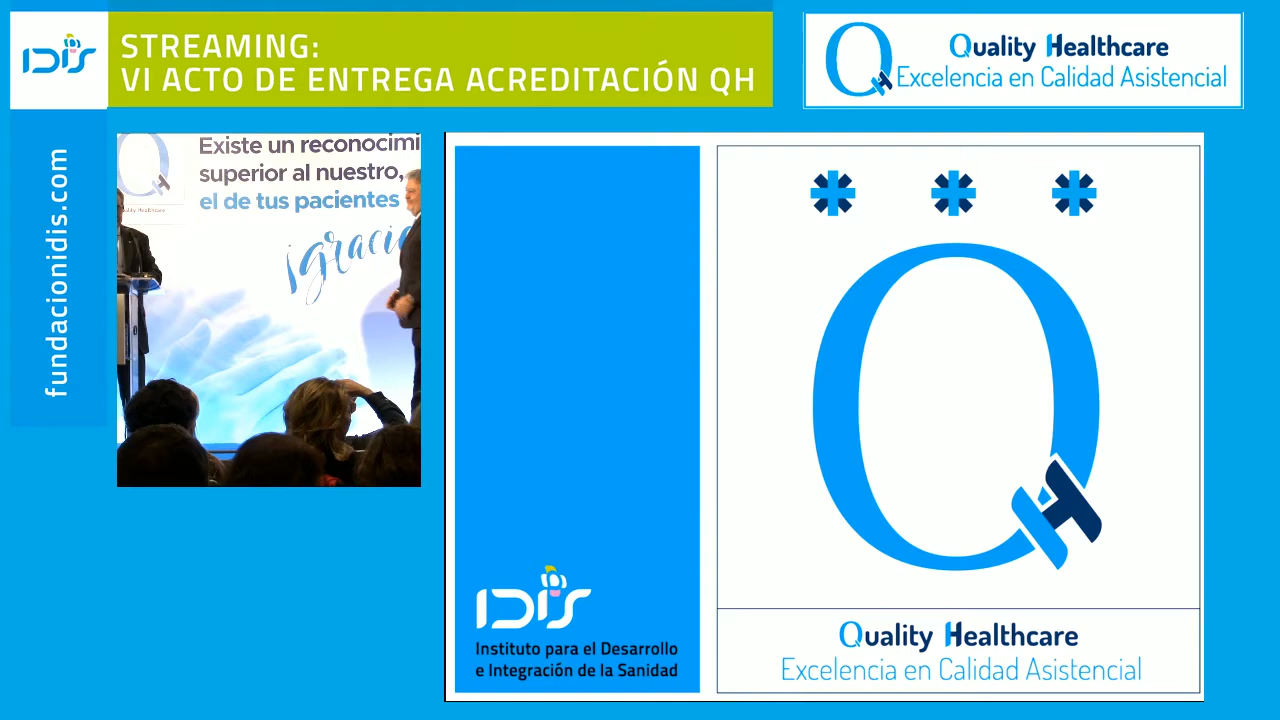 IDIS
STREAMING:
VI ACTO DE ENTREGA ACREDITACIÓN QH
Quality Healthcare
Excelencia en Calidad Asistencial
fundacionidis.com
Existe un reconocimi
superior al nuestro,
el de tus pacientes
¡gracia
QH
Quality Healthcare
Excelencia en Calidad Asistencial
IDIS
Instituto para el Desarrollo
e Integración de la Sanidad